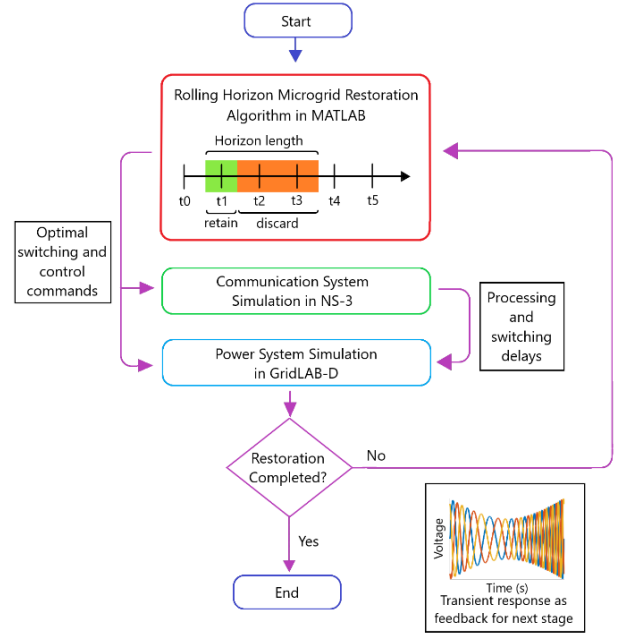 Start
Rolling Horizon Microgrid Restoration
Algorithm in MATLAB
Horizon length
t0 t1 t2 t3 t4 t5
retain discard
Optimal
switching and
control
commands
Communication System
Simulation in NS-3
Processing
and
switching
delays
Power System Simulation
in GridLAB-D
Restoration
Completed?
No
Yes
End
Voltage
Time (s)
Transient response as
feedback for next stage